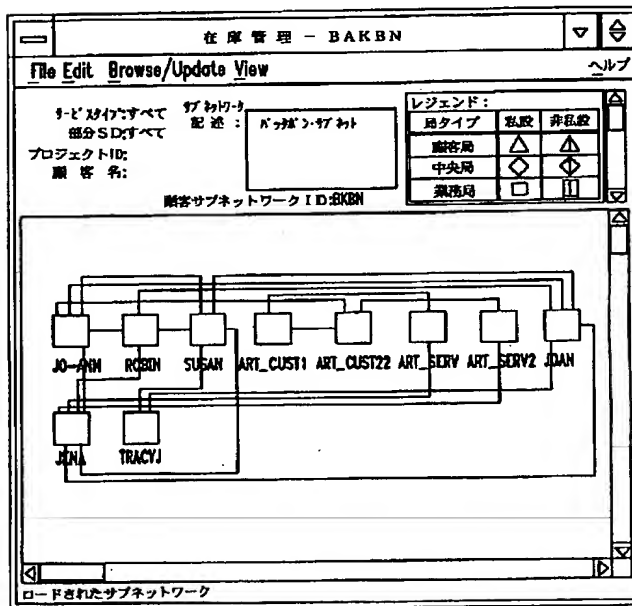 在庫管理 − BAKBN
File Edit Browse/Update View ヘルプ
サービスタイプ:すべて
部分SD:すべて
プロジェクトID:
顧客名:
サブネットワーク
記述:
バックボン・サブネット
顧客サブネットワークID:BKBN
レジェンド:
局タイプ 私設 非私設
顧客局
中央局
業務局
JO-ANN ROBIN SUSAN ART_CUST1 ART_CUST22 ART_SERV ART_SERV2 JOAN
JENA TRACYJ
ロードされたサブネットワーク